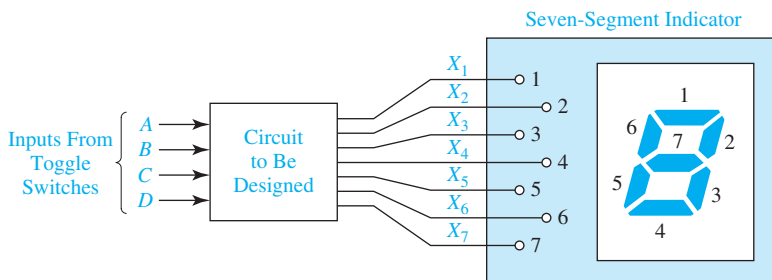 Seven-Segment Indicator
Inputs From
Toggle
Switches
A
B
C
D
Circuit
to Be
Designed
X1
X2
X3
X4
X5
X6
X7
1
2
3
4
5
6
7
1
6
7
2
5
3
4